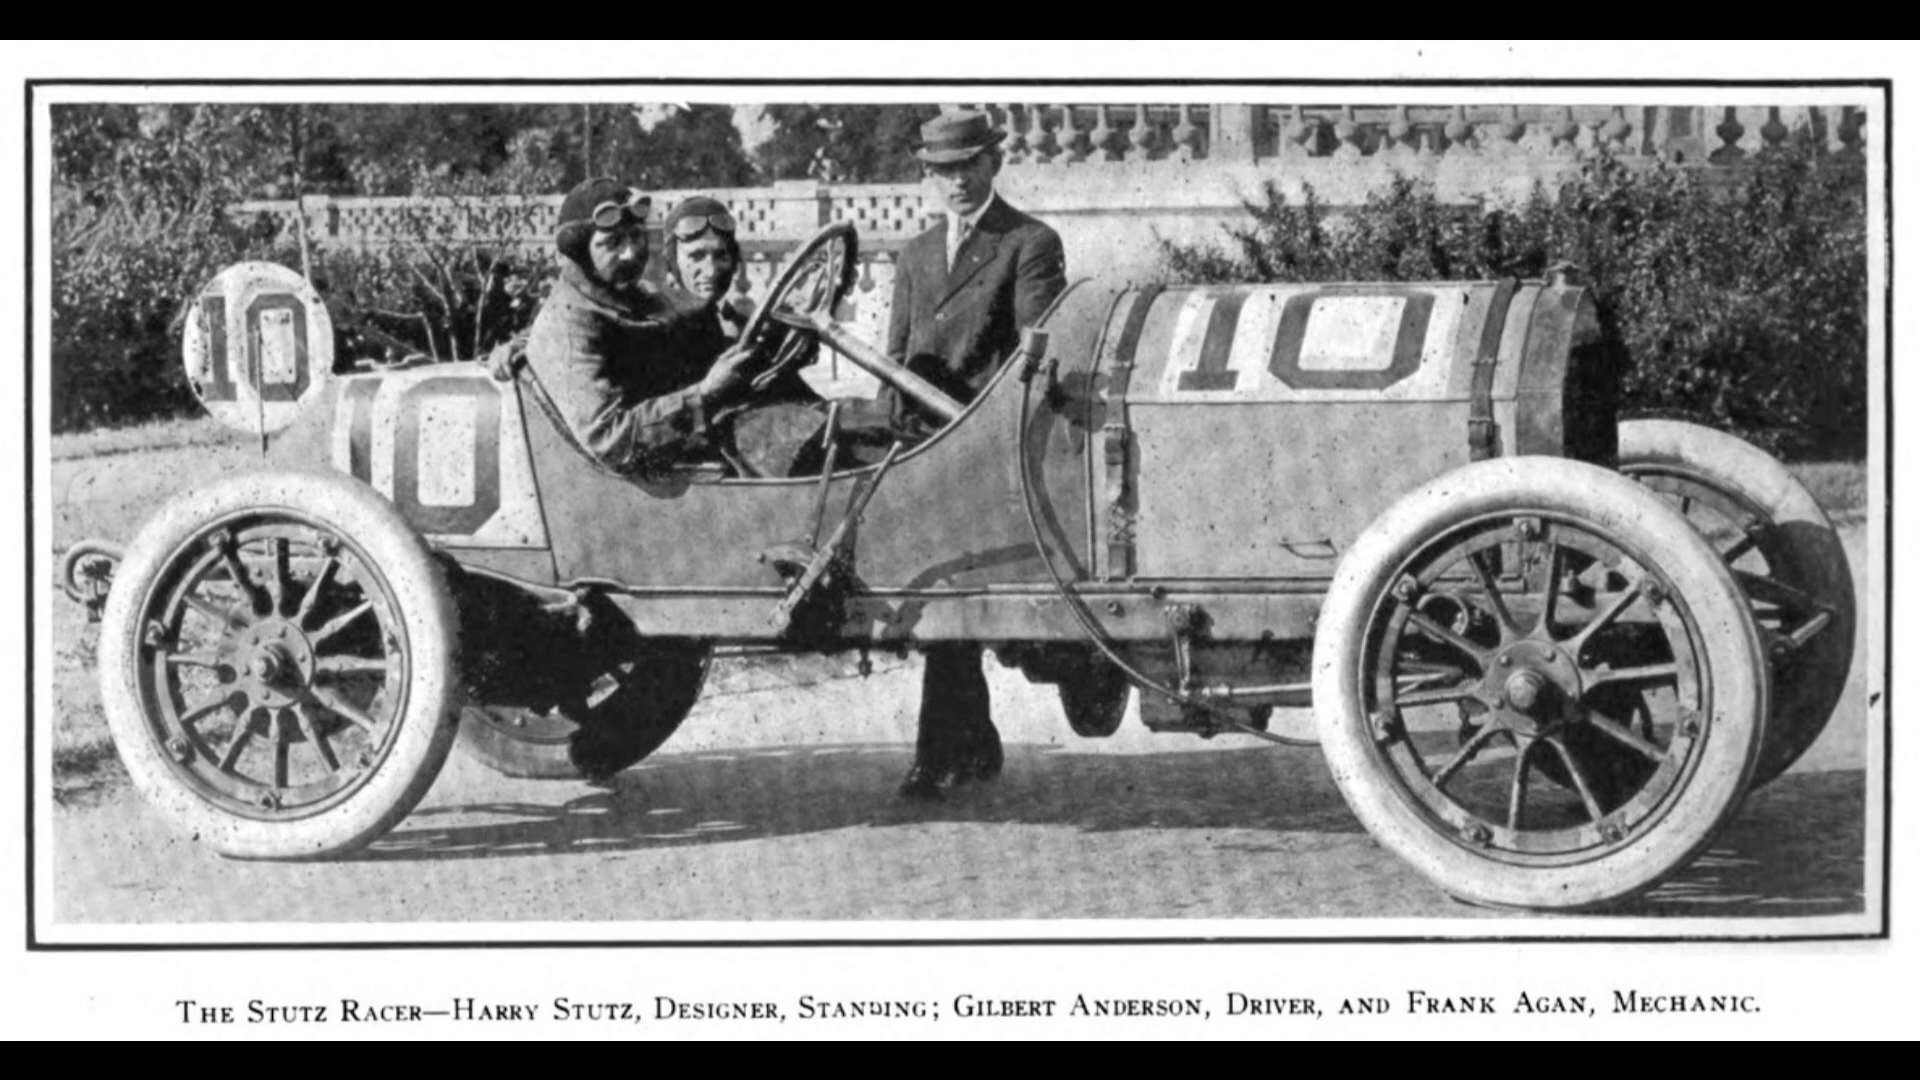 10
10
10
THE STUTZ RACER—HARRY STUTZ, DESIGNER, STANDING; GILBERT ANDERSON, DRIVER, AND FRANK AGAN, MECHANIC.